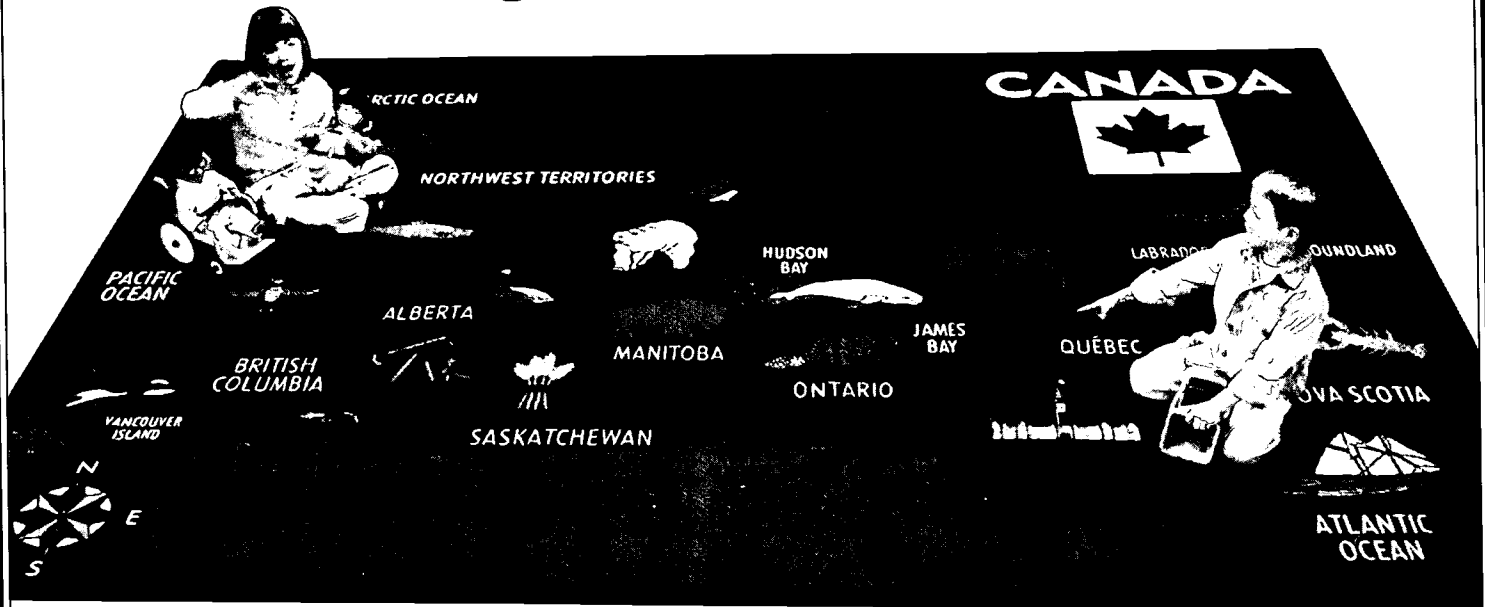 CANADA
RCTIC OCEAN
NORTHWEST TERRITORIES
HUDSON
BAY
LABRADO
OUNDLAND
PACIFIC
OCEAN
ALBERTA
JAMES
BAY
MANITOBA
QUÉBEC
BRITISH
COLUMBIA
ONTARIO
OVA SCOTIA
VANCOUVER
ISLAND
SASKATCHEWAN
N
E
S
ATLANTIC
OCEAN